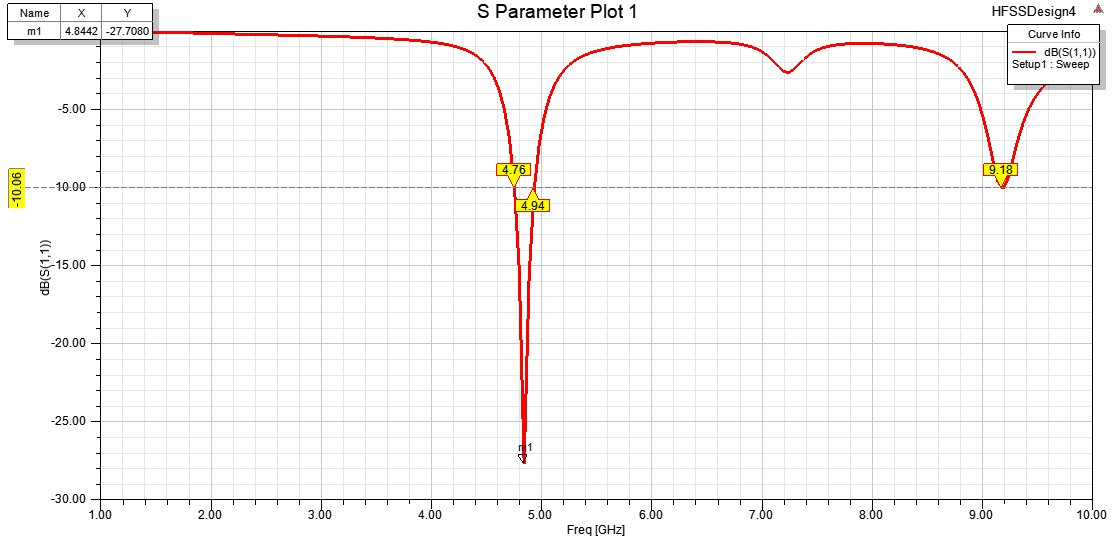 S Parameter Plot 1
HFSSDesign4
Name X Y
m1 4.8442 -27.7080
Curve Info
dB(S(1,1))
Setup1 : Sweep
-5.00
-10.00
-15.00
-20.00
-25.00
-30.00
-10.06
dB(S(1,1))
4.76
4.94
9.18
m1
1.00 2.00 3.00 4.00 5.00 6.00 7.00 8.00 9.00 10.00
Freq [GHz]